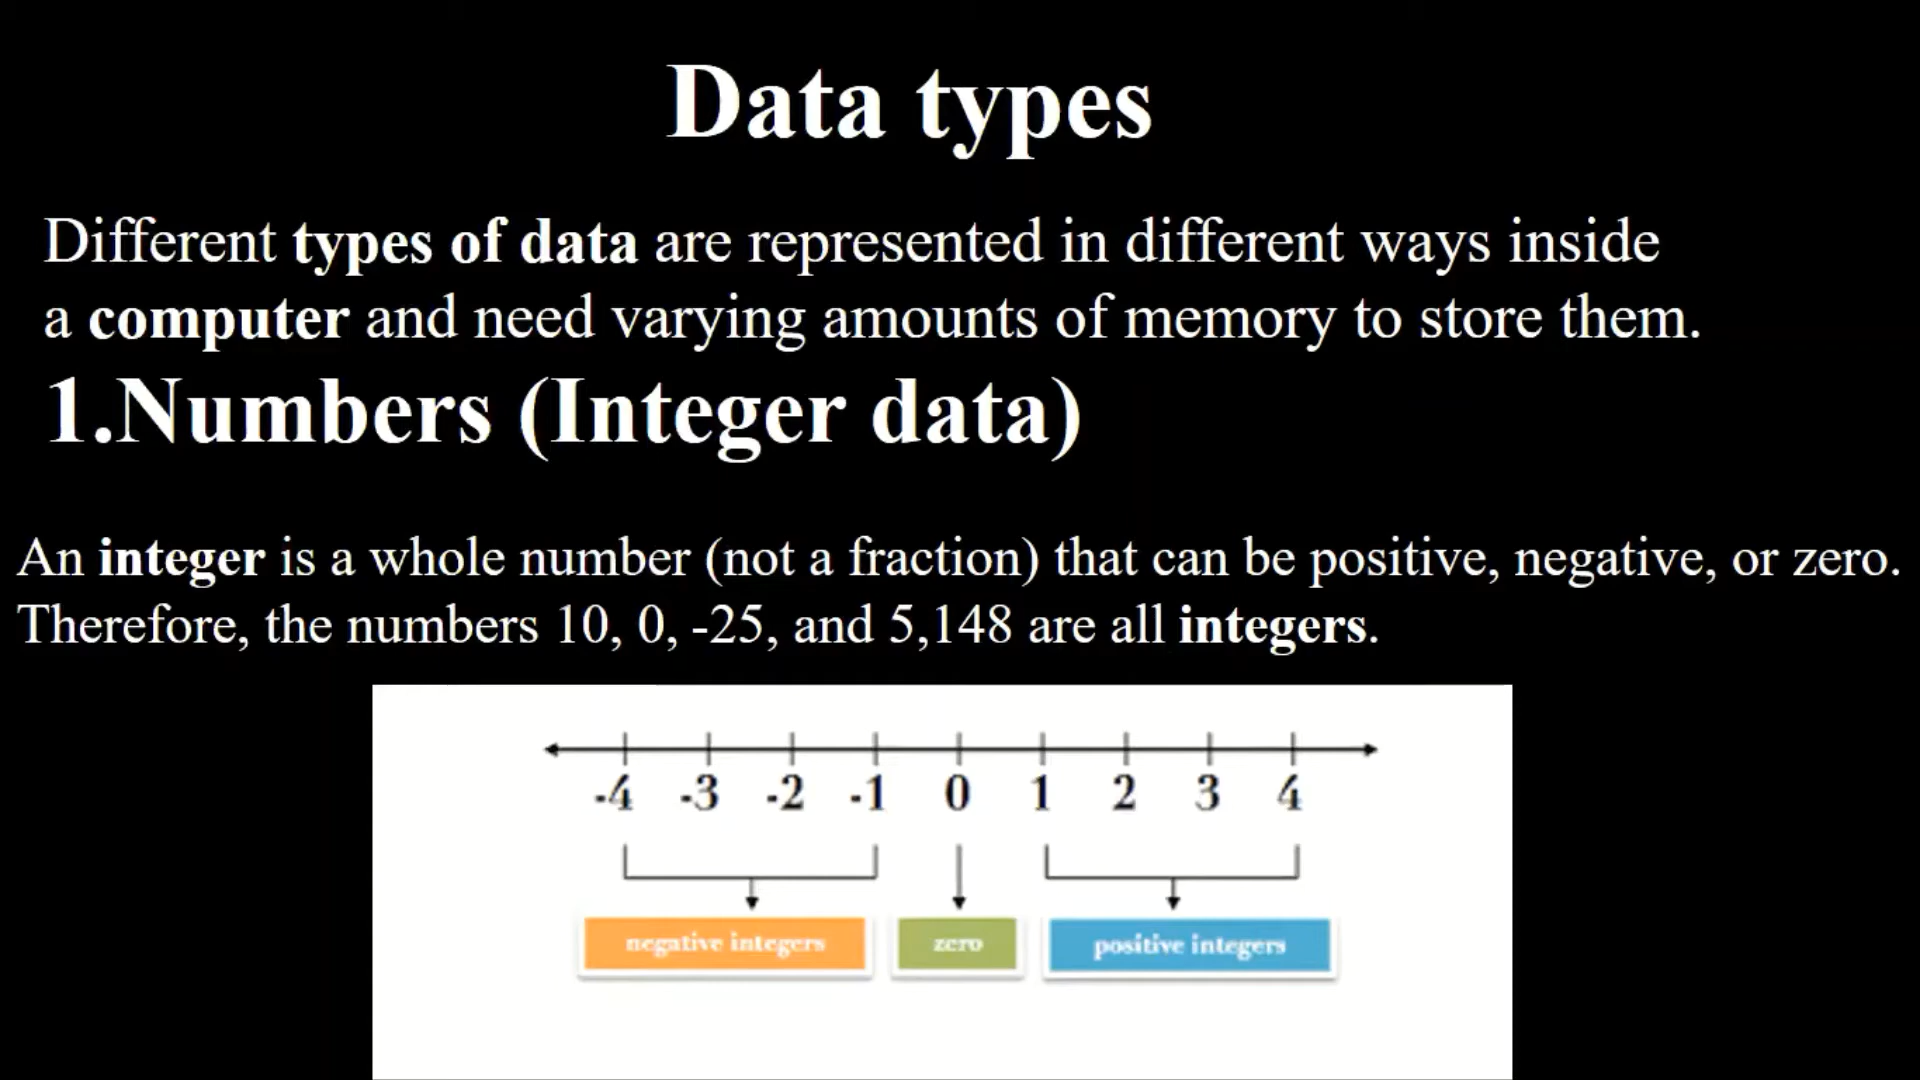 Data types
Different types of data are represented in different ways inside
a computer and need varying amounts of memory to store them.
1.Numbers (Integer data)
An integer is a whole number (not a fraction) that can be positive, negative, or zero.
Therefore, the numbers 10, 0, -25, and 5,148 are all integers.
-4 -3 -2 -1 0 1 2 3 4
negative integers zero positive integers